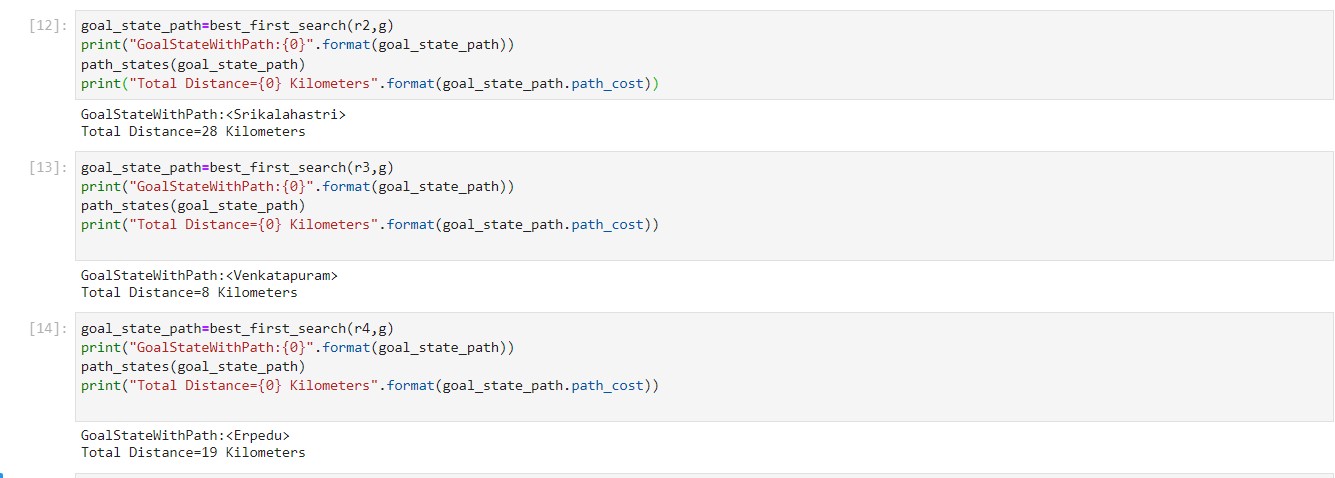 [12]: goal_state_path=best_first_search(r2,g)
print("GoalStateWithPath:{0}".format(goal_state_path))
path_states(goal_state_path)
print("Total Distance={0} Kilometers".format(goal_state_path.path_cost))
GoalStateWithPath:<Srikalahastri>
Total Distance=28 Kilometers
[13]: goal_state_path=best_first_search(r3,g)
print("GoalStateWithPath:{0}".format(goal_state_path))
path_states(goal_state_path)
print("Total Distance={0} Kilometers".format(goal_state_path.path_cost))
GoalStateWithPath:<Venkatapuram>
Total Distance=8 Kilometers
[14]: goal_state_path=best_first_search(r4,g)
print("GoalStateWithPath:{0}".format(goal_state_path))
path_states(goal_state_path)
print("Total Distance={0} Kilometers".format(goal_state_path.path_cost))
GoalStateWithPath:<Erpedu>
Total Distance=19 Kilometers